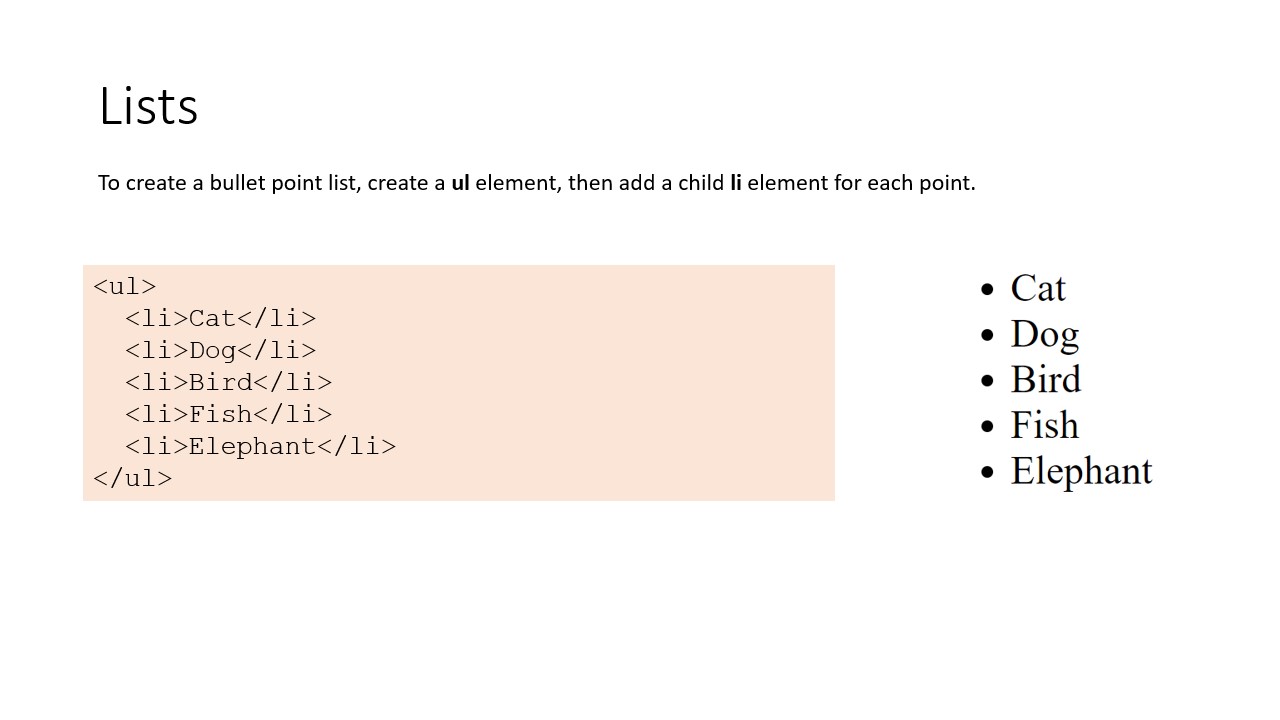 Lists
To create a bullet point list, create a ul element, then add a child li element for each point.
<ul>
  <li>Cat</li>
  <li>Dog</li>
  <li>Bird</li>
  <li>Fish</li>
  <li>Elephant</li>
</ul>
• Cat
• Dog
• Bird
• Fish
• Elephant